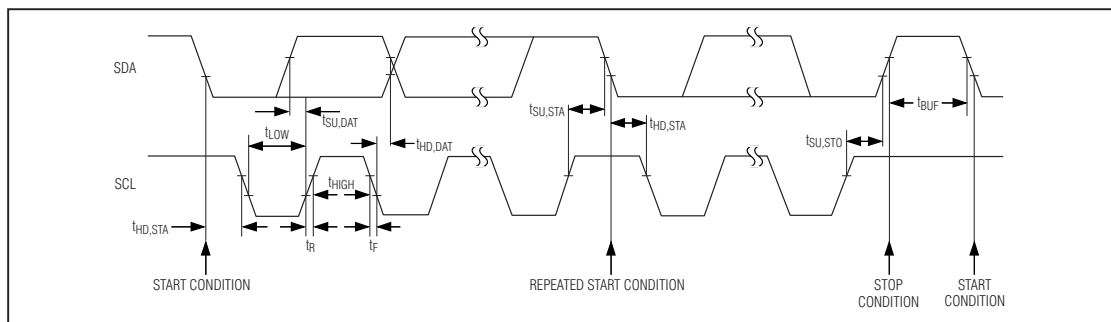 SDA
tSU,DAT
tLOW
tHD,DAT
tSU,STA
tHD,STA
tBUF
tSU,STO
SCL
tHIGH
tHD,STA
tR
tF
START CONDITION
REPEATED START CONDITION
STOP
CONDITION
START
CONDITION